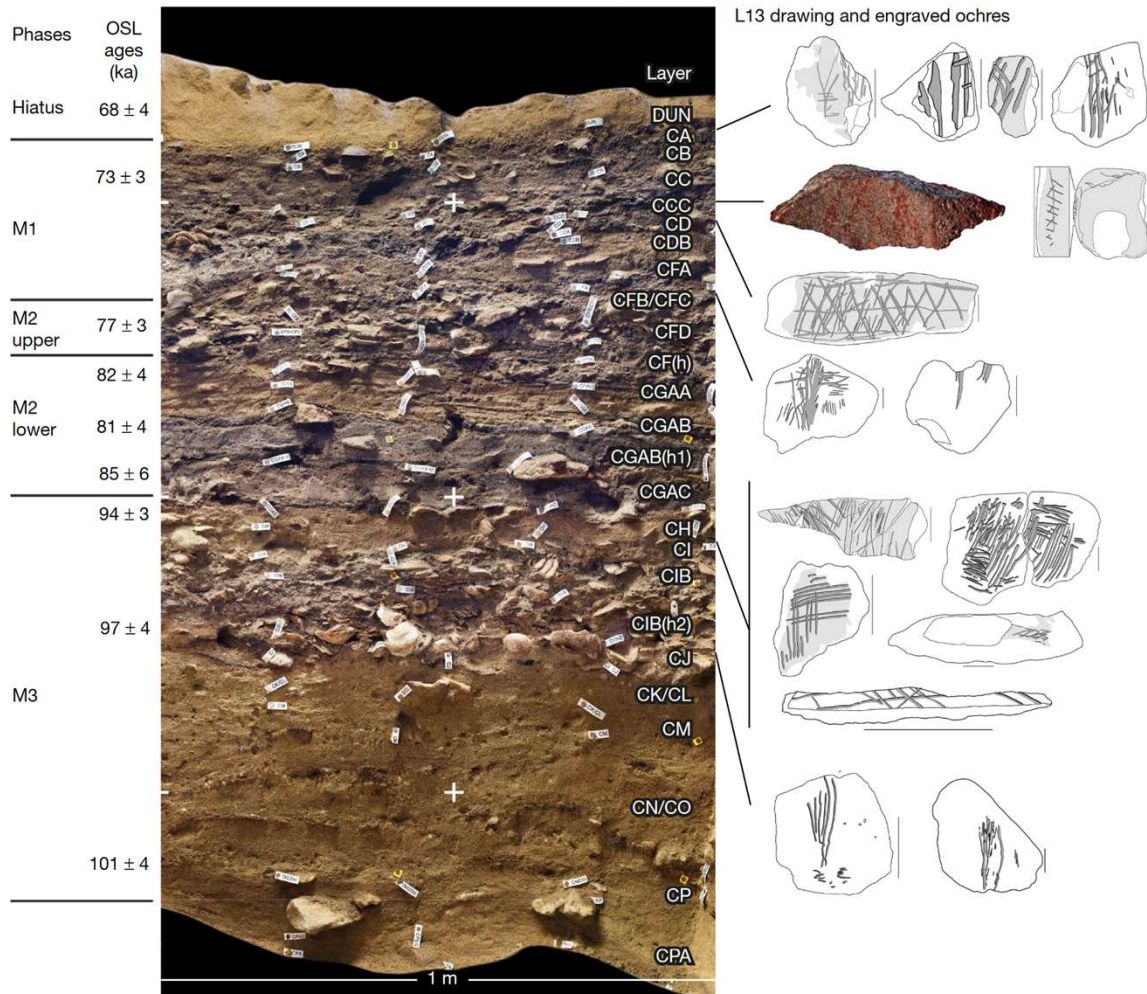 Phases
OSL
ages
(ka)
Hiatus
68 ± 4
73 ± 3
M1
M2
upper
77 ± 3
82 ± 4
M2
lower
81 ± 4
85 ± 6
94 ± 3
97 ± 4
M3
101 ± 4
Layer
DUN
CA
CB
CC
CCC
CD
CDB
CFA
CFB/CFC
CFD
CF(h)
CGAA
CGAB
CGAB(h1)
CGAC
CH
CI
CIB
CIB(h2)
CJ
CK/CL
CM
CN/CO
CP
CPA
1 m
L13 drawing and engraved ochres